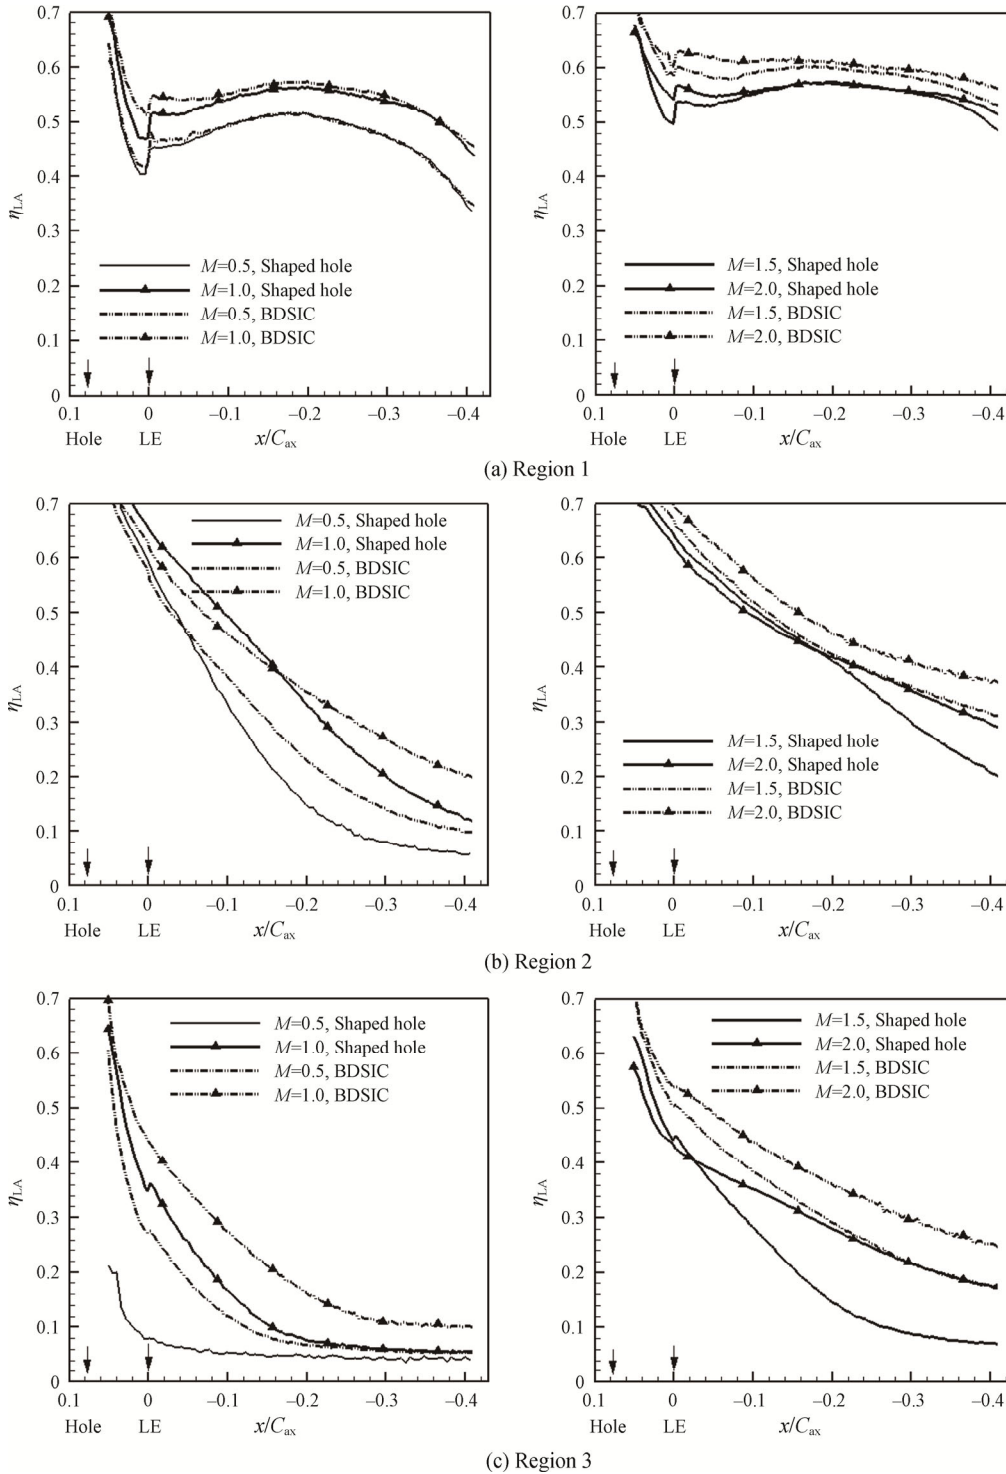 0.7
0.6
0.5
0.4
0.3
0.2
0.1
0
η_LA
M=0.5, Shaped hole
M=1.0, Shaped hole
M=0.5, BDSIC
M=1.0, BDSIC
0.1 0 −0.1 −0.2 −0.3 −0.4
Hole LE x/C_ax
0.7
0.6
0.5
0.4
0.3
0.2
0.1
0
η_LA
M=1.5, Shaped hole
M=2.0, Shaped hole
M=1.5, BDSIC
M=2.0, BDSIC
0.1 0 −0.1 −0.2 −0.3 −0.4
Hole LE x/C_ax
(a) Region 1
0.7
0.6
0.5
0.4
0.3
0.2
0.1
0
η_LA
M=0.5, Shaped hole
M=1.0, Shaped hole
M=0.5, BDSIC
M=1.0, BDSIC
0.1 0 −0.1 −0.2 −0.3 −0.4
Hole LE x/C_ax
0.7
0.6
0.5
0.4
0.3
0.2
0.1
0
η_LA
M=1.5, Shaped hole
M=2.0, Shaped hole
M=1.5, BDSIC
M=2.0, BDSIC
0.1 0 −0.1 −0.2 −0.3 −0.4
Hole LE x/C_ax
(b) Region 2
0.7
0.6
0.5
0.4
0.3
0.2
0.1
0
η_LA
M=0.5, Shaped hole
M=1.0, Shaped hole
M=0.5, BDSIC
M=1.0, BDSIC
0.1 0 −0.1 −0.2 −0.3 −0.4
Hole LE x/C_ax
0.7
0.6
0.5
0.4
0.3
0.2
0.1
0
η_LA
M=1.5, Shaped hole
M=2.0, Shaped hole
M=1.5, BDSIC
M=2.0, BDSIC
0.1 0 −0.1 −0.2 −0.3 −0.4
Hole LE x/C_ax
(c) Region 3